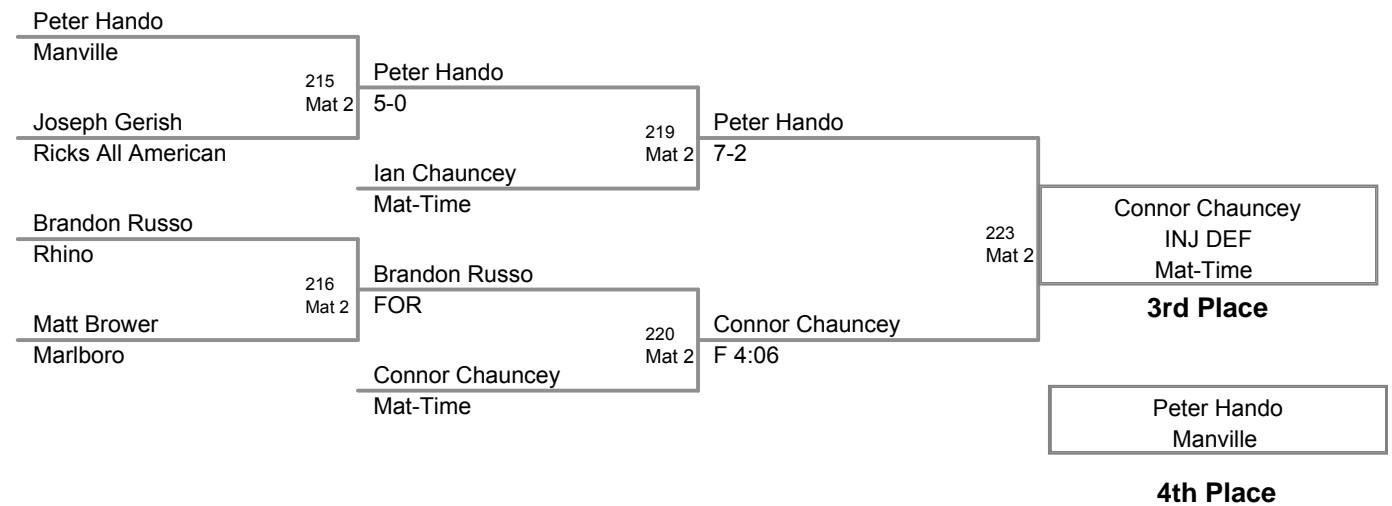 Peter Hando
Manville
215
Mat 2
Joseph Gerish
Ricks All American
Peter Hando
5-0
219
Mat 2
Ian Chauncey
Mat-Time
Brandon Russo
Rhino
216
Mat 2
Matt Brower
Marlboro
Brandon Russo
FOR
220
Mat 2
Connor Chauncey
Mat-Time
Peter Hando
7-2
223
Mat 2
Connor Chauncey
F 4:06
Connor Chauncey
INJ DEF
Mat-Time
3rd Place
Peter Hando
Manville
4th Place